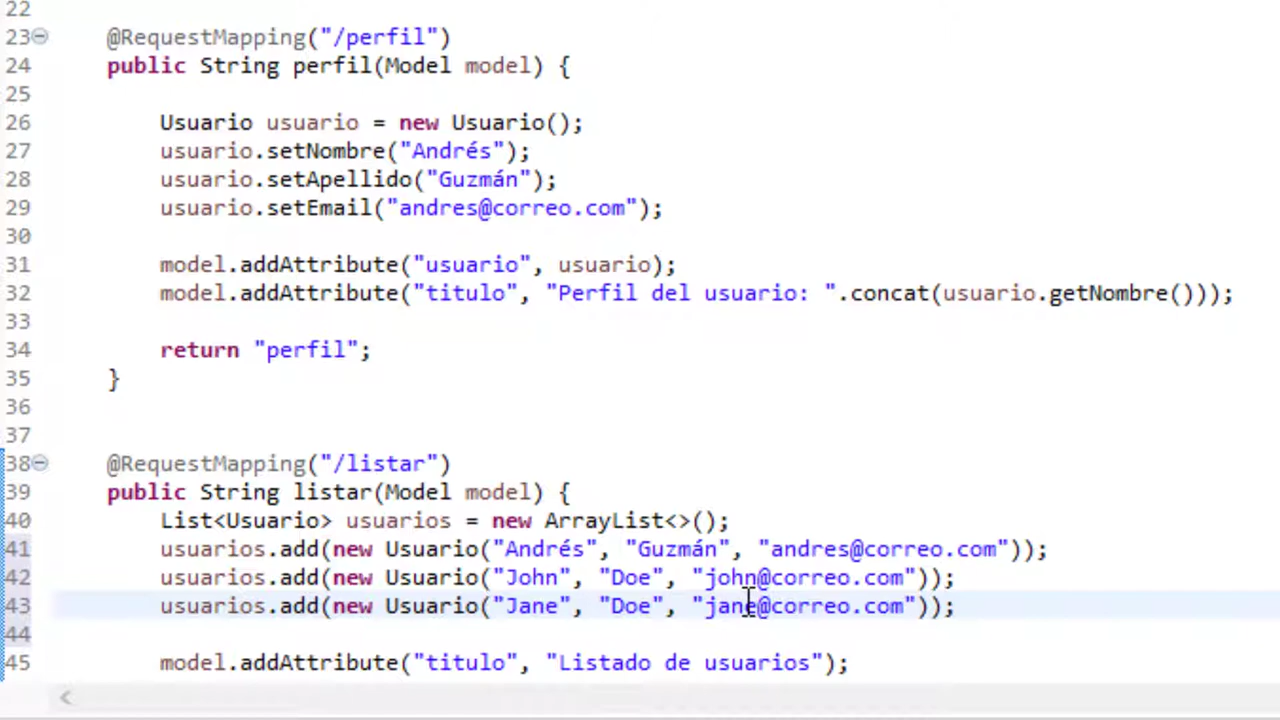 22
23 @RequestMapping("/perfil")
24 public String perfil(Model model) {
25
26 Usuario usuario = new Usuario();
27 usuario.setNombre("Andrés");
28 usuario.setApellido("Guzmán");
29 usuario.setEmail("andres@correo.com");
30
31 model.addAttribute("usuario", usuario);
32 model.addAttribute("titulo", "Perfil del usuario: ".concat(usuario.getNombre()));
33
34 return "perfil";
35 }
36
37
38 @RequestMapping("/listar")
39 public String listar(Model model) {
40 List<Usuario> usuarios = new ArrayList<>();
41 usuarios.add(new Usuario("Andrés", "Guzmán", "andres@correo.com"));
42 usuarios.add(new Usuario("John", "Doe", "john@correo.com"));
43 usuarios.add(new Usuario("Jane", "Doe", "jane@correo.com"));
44
45 model.addAttribute("titulo", "Listado de usuarios");